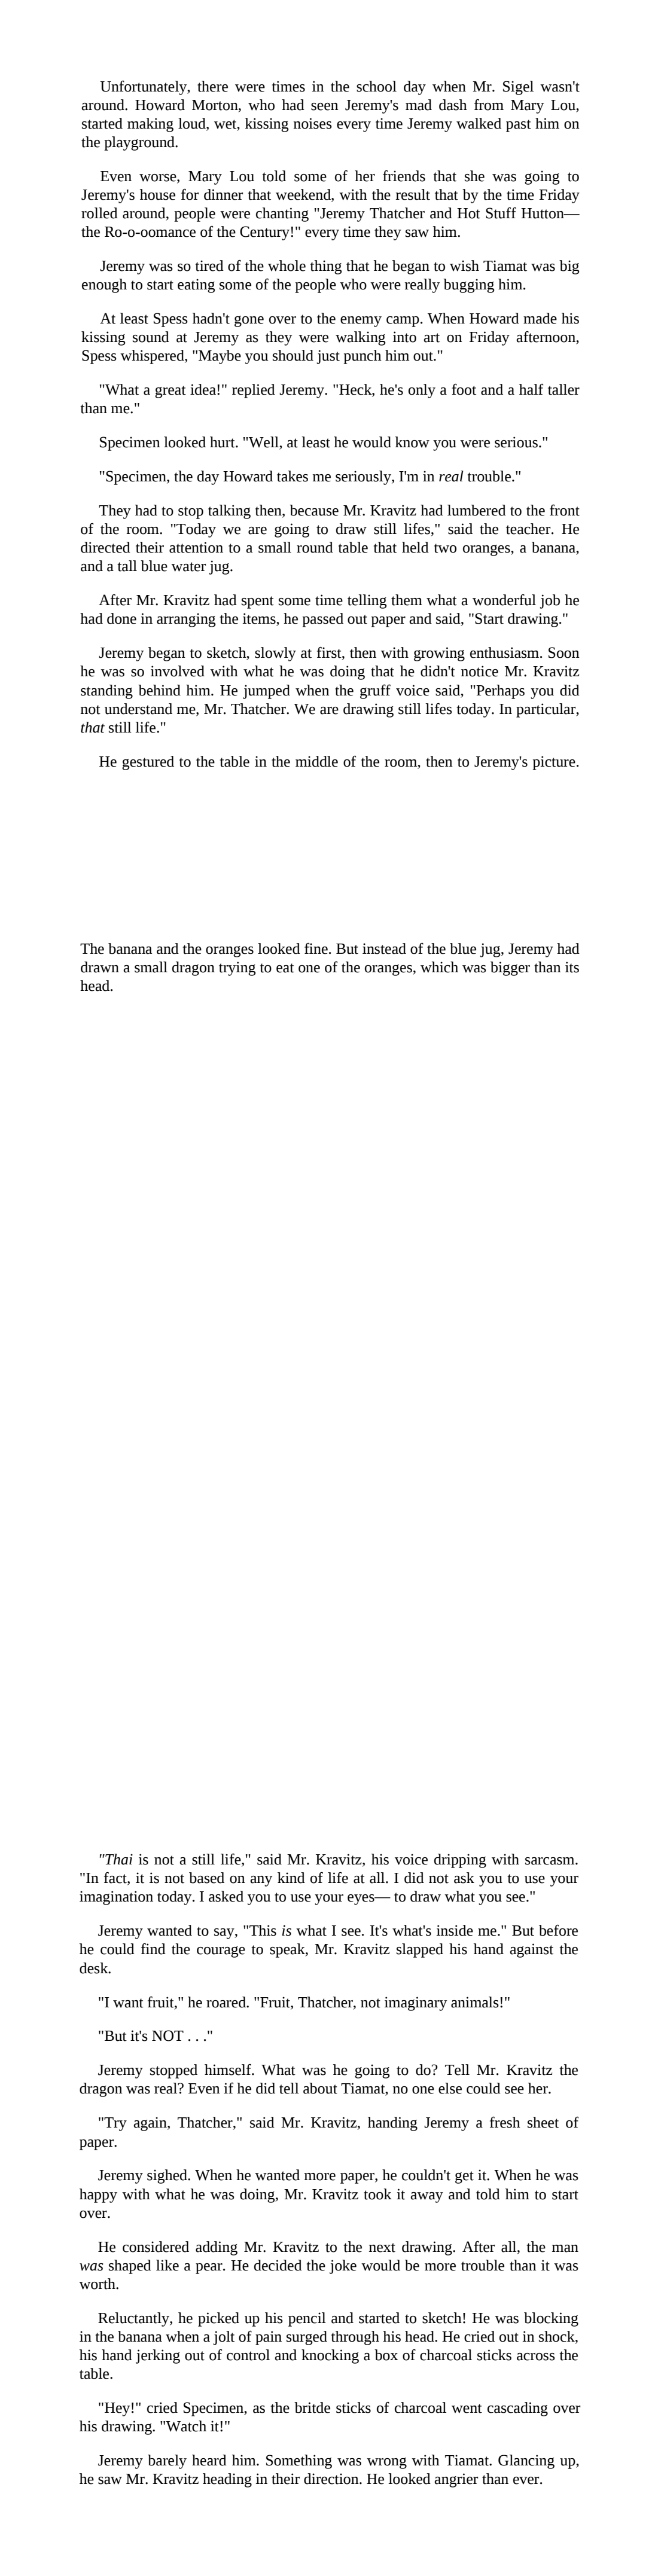 Unfortunately, there were times in the school day when Mr. Sigel wasn't
around. Howard Morton, who had seen Jeremy's mad dash from Mary Lou,
started making loud, wet, kissing noises every time Jeremy walked past him on
the playground.
Even worse, Mary Lou told some of her friends that she was going to
Jeremy's house for dinner that weekend, with the result that by the time Friday
rolled around, people were chanting "Jeremy Thatcher and Hot Stuff Hutton—
the Ro-o-oomance of the Century!" every time they saw him.
Jeremy was so tired of the whole thing that he began to wish Tiamat was big
enough to start eating some of the people who were really bugging him.
At least Spess hadn't gone over to the enemy camp. When Howard made his
kissing sound at Jeremy as they were walking into art on Friday afternoon,
Spess whispered, "Maybe you should just punch him out."
"What a great idea!" replied Jeremy. "Heck, he's only a foot and a half taller
than me."
Specimen looked hurt. "Well, at least he would know you were serious."
"Specimen, the day Howard takes me seriously, I'm in real trouble."
They had to stop talking then, because Mr. Kravitz had lumbered to the front
of the room. "Today we are going to draw still lifes," said the teacher. He
directed their attention to a small round table that held two oranges, a banana,
and a tall blue water jug.
After Mr. Kravitz had spent some time telling them what a wonderful job he
had done in arranging the items, he passed out paper and said, "Start drawing."
Jeremy began to sketch, slowly at first, then with growing enthusiasm. Soon
he was so involved with what he was doing that he didn't notice Mr. Kravitz
standing behind him. He jumped when the gruff voice said, "Perhaps you did
not understand me, Mr. Thatcher. We are drawing still lifes today. In particular,
that still life."
He gestured to the table in the middle of the room, then to Jeremy's picture.
The banana and the oranges looked fine. But instead of the blue jug, Jeremy had
drawn a small dragon trying to eat one of the oranges, which was bigger than its
head.
"Thai is not a still life," said Mr. Kravitz, his voice dripping with sarcasm.
"In fact, it is not based on any kind of life at all. I did not ask you to use your
imagination today. I asked you to use your eyes— to draw what you see."
Jeremy wanted to say, "This is what I see. It's what's inside me." But before
he could find the courage to speak, Mr. Kravitz slapped his hand against the
desk.
"I want fruit," he roared. "Fruit, Thatcher, not imaginary animals!"
"But it's NOT . . ."
Jeremy stopped himself. What was he going to do? Tell Mr. Kravitz the
dragon was real? Even if he did tell about Tiamat, no one else could see her.
"Try again, Thatcher," said Mr. Kravitz, handing Jeremy a fresh sheet of
paper.
Jeremy sighed. When he wanted more paper, he couldn't get it. When he was
happy with what he was doing, Mr. Kravitz took it away and told him to start
over.
He considered adding Mr. Kravitz to the next drawing. After all, the man
was shaped like a pear. He decided the joke would be more trouble than it was
worth.
Reluctantly, he picked up his pencil and started to sketch! He was blocking
in the banana when a jolt of pain surged through his head. He cried out in shock,
his hand jerking out of control and knocking a box of charcoal sticks across the
table.
"Hey!" cried Specimen, as the britde sticks of charcoal went cascading over
his drawing. "Watch it!"
Jeremy barely heard him. Something was wrong with Tiamat. Glancing up,
he saw Mr. Kravitz heading in their direction. He looked angrier than ever.